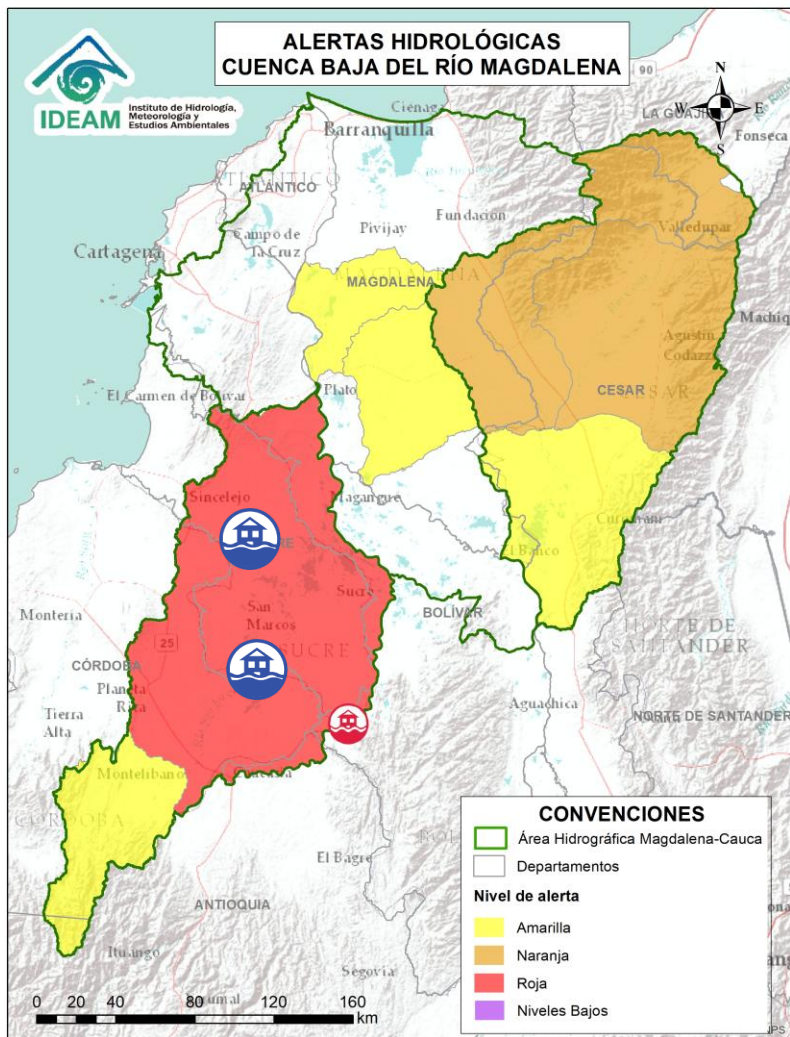 ALERTAS HIDROLÓGICAS
CUENCA BAJA DEL RÍO MAGDALENA
IDEAM
Instituto de Hidrología,
Meteorología y
Estudios Ambientales
N
W
E
S
90
Ciénaga
LA GUAJIRA
Barranquilla
Fonseca
ATLÁNTICO
Pivijay
Fundación
Valledupar
Campo de
la Cruz
Cartagena
MAGDALENA
Machiq
Agustín
Codazzi
El Carmen de Bolívar
Plato
CESAR
Sincelejo
Magangué
Curumaní
El Banco
Sucre
Montería
San
Marcos
BOLÍVAR
NORTE DE
SANTANDER
25
SUCRE
CÓRDOBA
Planeta
Rica
Tierra
Alta
Aguachica
NORTE DE SANTANDER
Montelíbano
Caucasia
CÓRDOBA
El Bagre
ANTIOQUIA
Ituango
Segovia
CONVENCIONES
Área Hidrográfica Magdalena-Cauca
Departamentos
Nivel de alerta
Amarilla
Naranja
Roja
Niveles Bajos
0 20 40 80 120 160
km